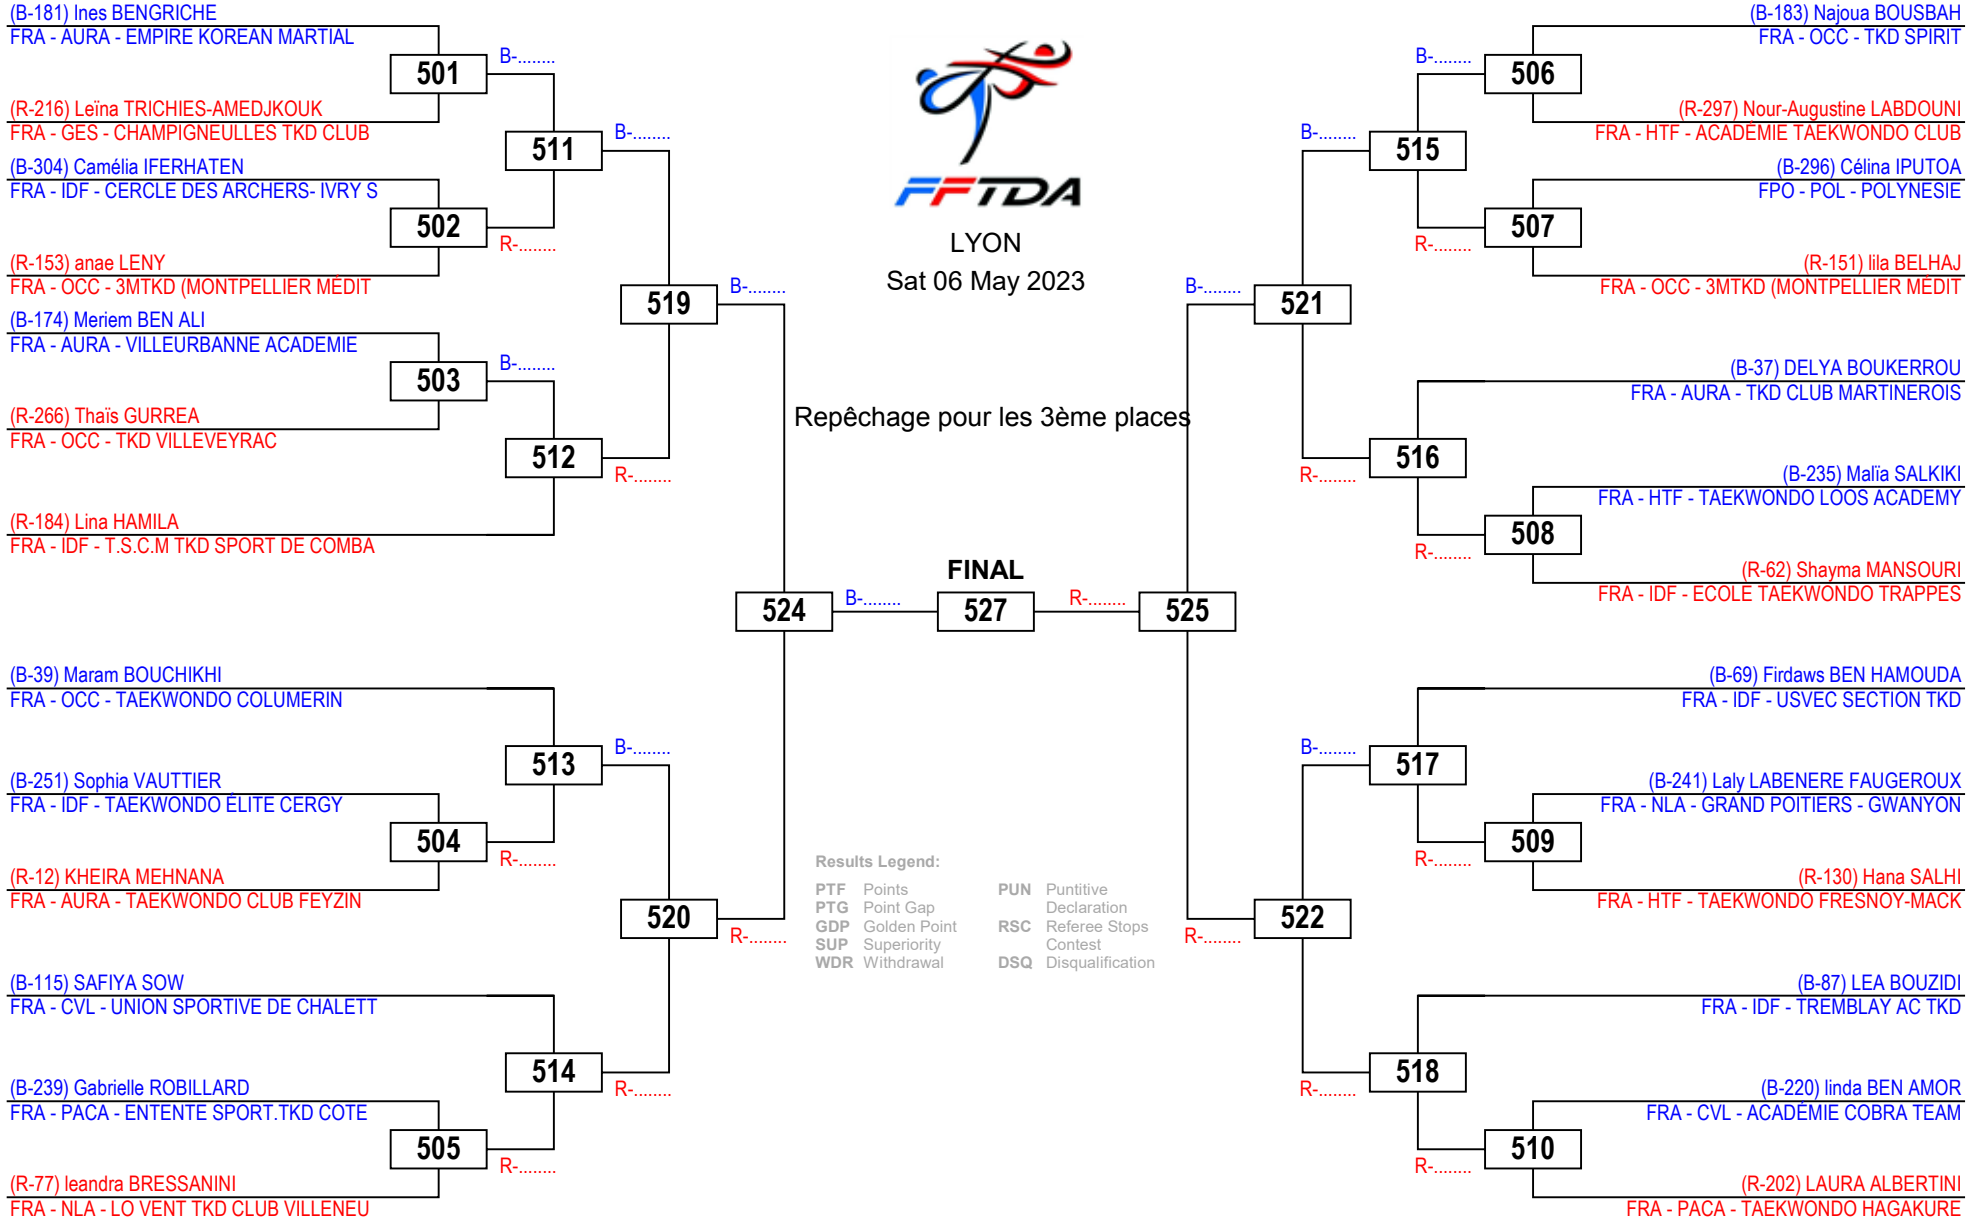 (B-181) Ines BENGRICHE
FRA - AURA - EMPIRE KOREAN MARTIAL
501
B-........
(R-216) Leïna TRICHIES-AMEDJKOUK
FRA - GES - CHAMPIGNEULLES TKD CLUB
511
B-........
(B-304) Camélia IFERHATEN
FRA - IDF - CERCLE DES ARCHERS- IVRY S
502
R-........
(R-153) anae LENY
FRA - OCC - 3MTKD (MONTPELLIER MÉDIT
519
B-........
(B-174) Meriem BEN ALI
FRA - AURA - VILLEURBANNE ACADEMIE
503
B-........
(R-266) Thaïs GURREA
FRA - OCC - TKD VILLEVEYRAC
512
R-........
(R-184) Lina HAMILA
FRA - IDF - T.S.C.M TKD SPORT DE COMBA
524
B-........
(B-39) Maram BOUCHIKHI
FRA - OCC - TAEKWONDO COLUMERIN
513
B-........
(B-251) Sophia VAUTTIER
FRA - IDF - TAEKWONDO ÉLITE CERGY
504
R-........
(R-12) KHEIRA MEHNANA
FRA - AURA - TAEKWONDO CLUB FEYZIN
520
R-........
(B-115) SAFIYA SOW
FRA - CVL - UNION SPORTIVE DE CHALETT
514
R-........
(B-239) Gabrielle ROBILLARD
FRA - PACA - ENTENTE SPORT.TKD COTE
505
R-........
(R-77) leandra BRESSANINI
FRA - NLA - LO VENT TKD CLUB VILLENEU
FFTDA
LYON
Sat 06 May 2023
Repêchage pour les 3ème places
FINAL
527
Results Legend:
PTF Points
PTG Point Gap
GDP Golden Point
SUP Superiority
WDR Withdrawal
PUN Puntitive
Declaration
RSC Referee Stops
Contest
DSQ Disqualification
(B-183) Najoua BOUSBAH
FRA - OCC - TKD SPIRIT
B-........
506
(R-297) Nour-Augustine LABDOUNI
FRA - HTF - ACADÉMIE TAEKWONDO CLUB
B-........
515
(B-296) Célina IPUTOA
FPO - POL - POLYNESIE
R-........
507
(R-151) lila BELHAJ
FRA - OCC - 3MTKD (MONTPELLIER MÉDIT
B-........
521
(B-37) DELYA BOUKERROU
FRA - AURA - TKD CLUB MARTINEROIS
R-........
516
(B-235) Malïa SALKIKI
FRA - HTF - TAEKWONDO LOOS ACADEMY
R-........
508
(R-62) Shayma MANSOURI
FRA - IDF - ECOLE TAEKWONDO TRAPPES
R-........
525
(B-69) Firdaws BEN HAMOUDA
FRA - IDF - USVEC SECTION TKD
B-........
517
(B-241) Laly LABENERE FAUGEROUX
FRA - NLA - GRAND POITIERS - GWANYON
R-........
509
(R-130) Hana SALHI
FRA - HTF - TAEKWONDO FRESNOY-MACK
R-........
522
(B-87) LEA BOUZIDI
FRA - IDF - TREMBLAY AC TKD
R-........
518
(B-220) linda BEN AMOR
FRA - CVL - ACADÉMIE COBRA TEAM
R-........
510
(R-202) LAURA ALBERTINI
FRA - PACA - TAEKWONDO HAGAKURE